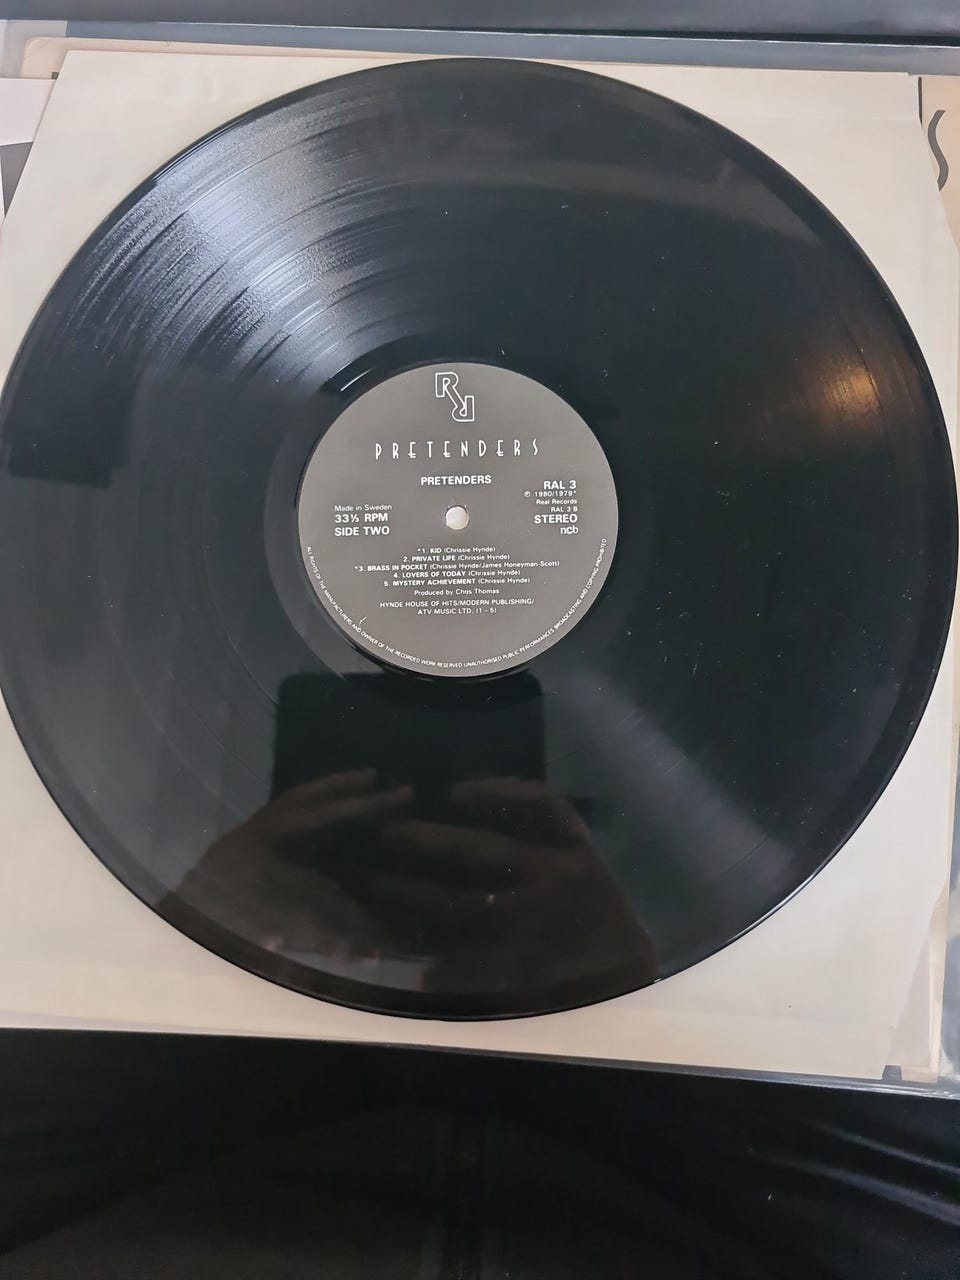 PRETENDERS
PRETENDERS
RAL 3
℗ 1980/1979*
Real Records
RAL 3 B
STEREO
ncb
Made in Sweden
33⅓ RPM
SIDE TWO
*1. KID (Chrissie Hynde)
2. PRIVATE LIFE (Chrissie Hynde)
*3. BRASS IN POCKET (Chrissie Hynde/James Honeyman-Scott)
4. LOVERS OF TODAY (Chrissie Hynde)
5. MYSTERY ACHIEVEMENT (Chrissie Hynde)
Produced by Chris Thomas
HYNDE HOUSE OF HITS/MODERN PUBLISHING/
ATV MUSIC LTD. (1 - 5)
ALL RIGHTS OF THE MANUFACTURERS AND OWNER OF THE RECORDED WORK RESERVED UNAUTHORISED PUBLIC PERFORMANCES BROADCASTING AND COPYING PROHIBITED
S